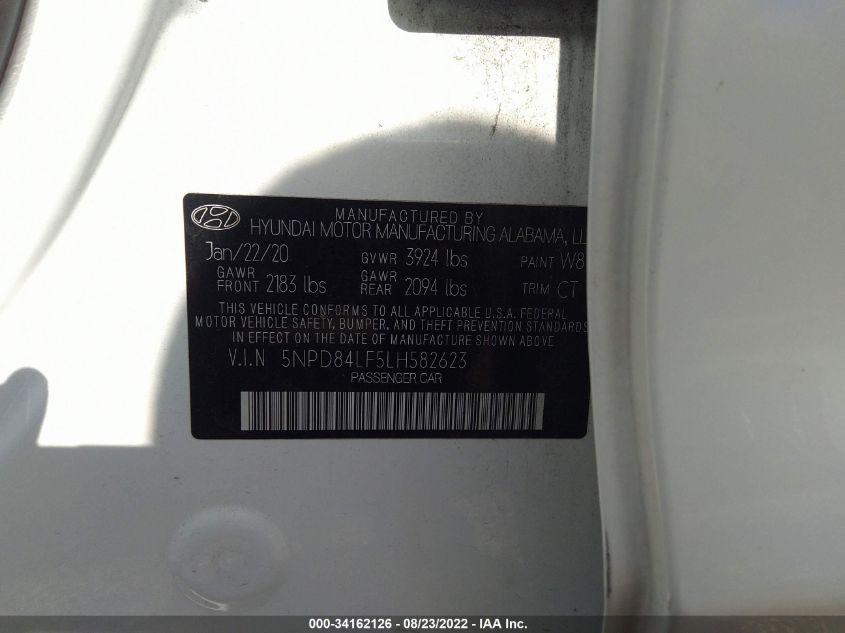 MANUFACTURED BY
HYUNDAI MOTOR MANUFACTURING ALABAMA, LL
Jan/22/20 GVWR 3924 lbs PAINT W8
GAWR FRONT 2183 lbs GAWR REAR 2094 lbs TRIM CT
THIS VEHICLE CONFORMS TO ALL APPLICABLE U.S.A. FEDERAL
MOTOR VEHICLE SAFETY, BUMPER, AND THEFT PREVENTION STANDARDS
IN EFFECT ON THE DATE OF MANUFACTURE SHOWN ABOVE
V.I.N 5NPD84LF5LH582623
PASSENGER CAR
000-34162126 - 08/23/2022 - IAA Inc.